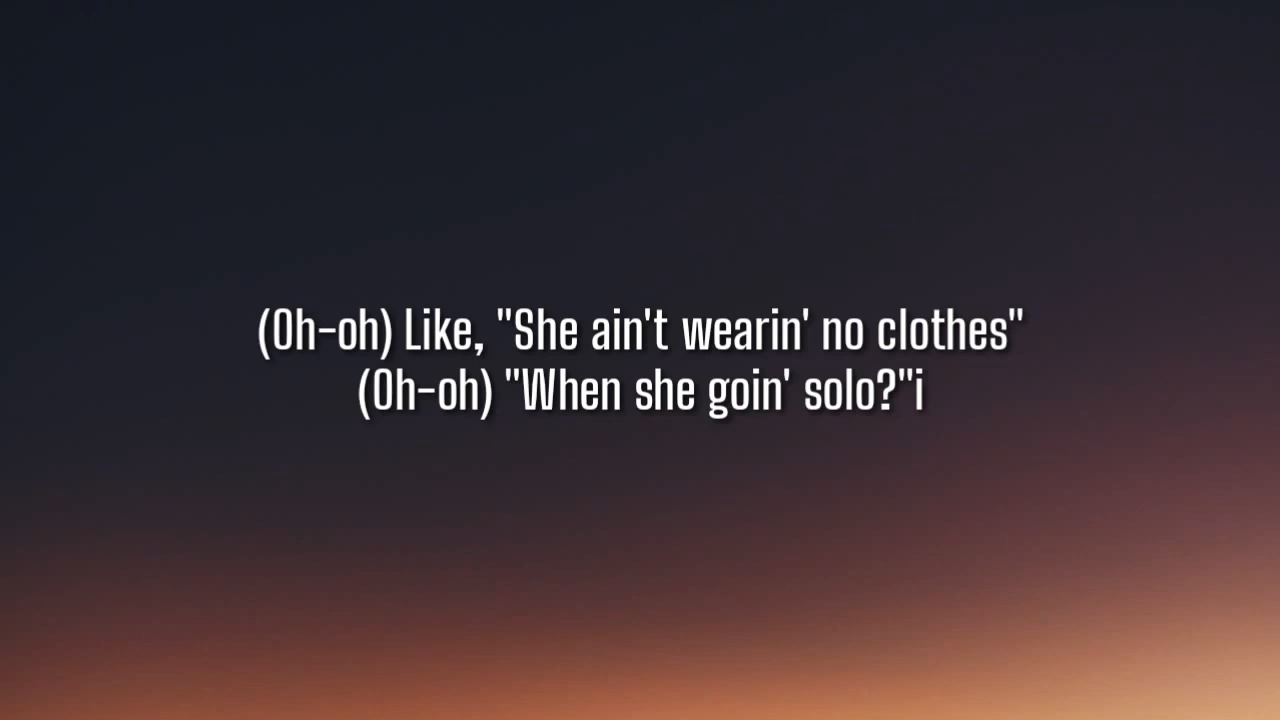 (Oh-oh) Like, "She ain't wearin' no clothes"
(Oh-oh) "When she goin' solo?"i